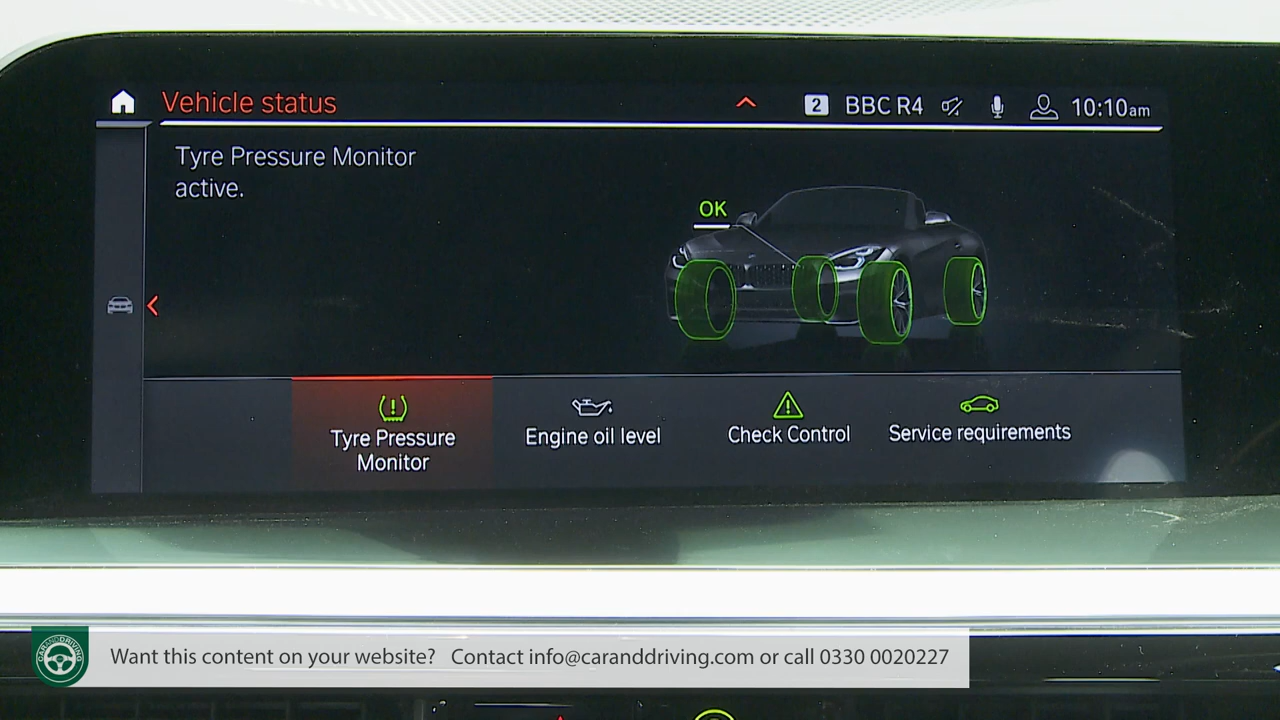 Vehicle status
2 BBC R4 10:10am
Tyre Pressure Monitor
active.
OK
Tyre Pressure
Monitor
Engine oil level
Check Control
Service requirements
CARANDDRIVING
Want this content on your website? Contact info@caranddriving.com or call 0330 0020227